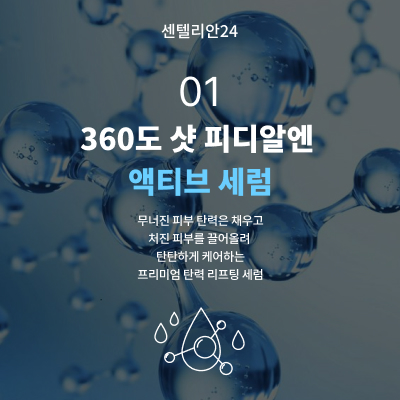 센텔리안24
01
360도 샷 피디알엔
액티브 세럼
무너진 피부 탄력은 채우고
처진 피부를 끌어올려
탄탄하게 케어하는
프리미엄 탄력 리프팅 세럼